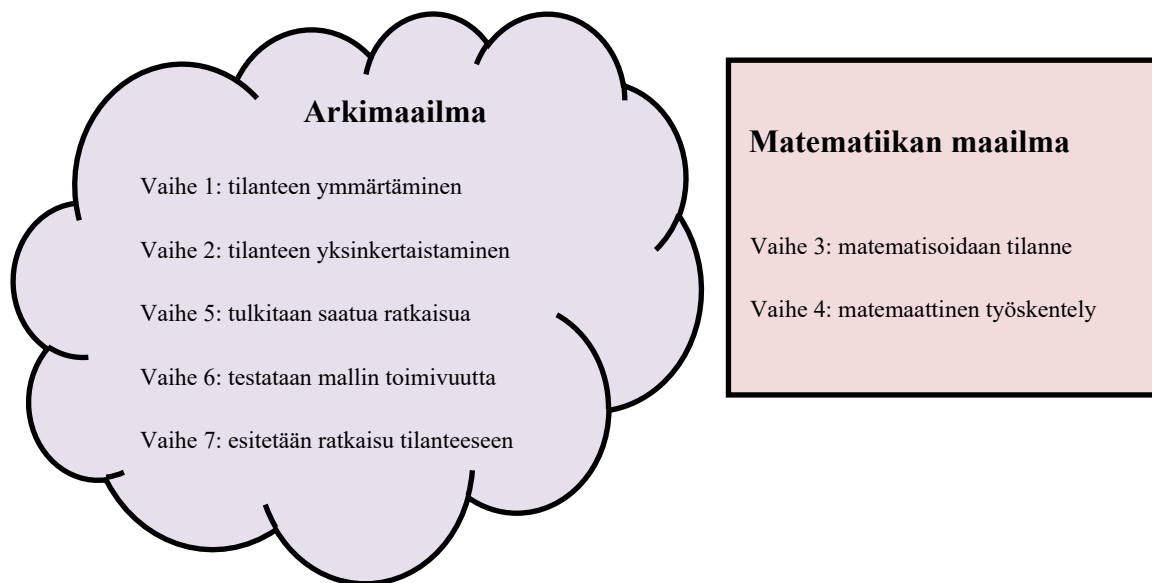 Arkimaailma
Vaihe 1: tilanteen ymmärtäminen
Vaihe 2: tilanteen yksinkertaistaminen
Vaihe 5: tulkitaan saatua ratkaisua
Vaihe 6: testataan mallin toimivuutta
Vaihe 7: esitetään ratkaisu tilanteeseen
Matematiikan maailma
Vaihe 3: matematisoidaan tilanne
Vaihe 4: matemaattinen työskentely